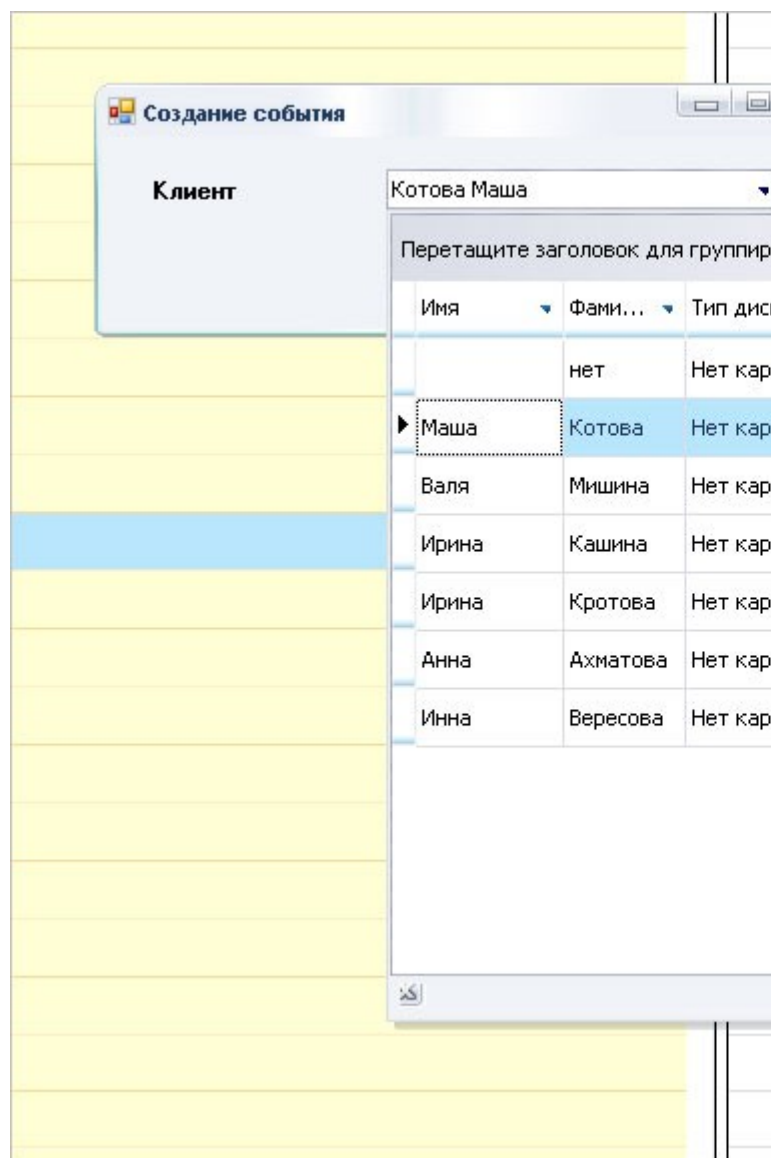 Создание события
Клиент Котова Маша
Перетащите заголовок для группир
Имя Фами... Тип дис
нет Нет кар
Маша Котова Нет кар
Валя Мишина Нет кар
Ирина Кашина Нет кар
Ирина Кротова Нет кар
Анна Ахматова Нет кар
Инна Вересова Нет кар